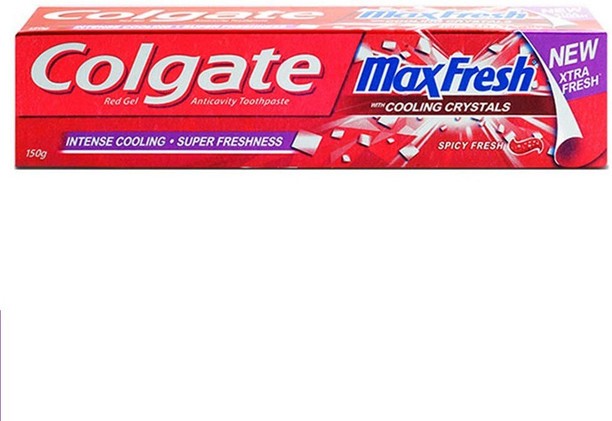 Colgate
Red Gel Anticavity Toothpaste
MaxFresh
WITH COOLING CRYSTALS
NEW
XTRA
FRESH
INTENSE COOLING • SUPER FRESHNESS
SPICY FRESH
150g